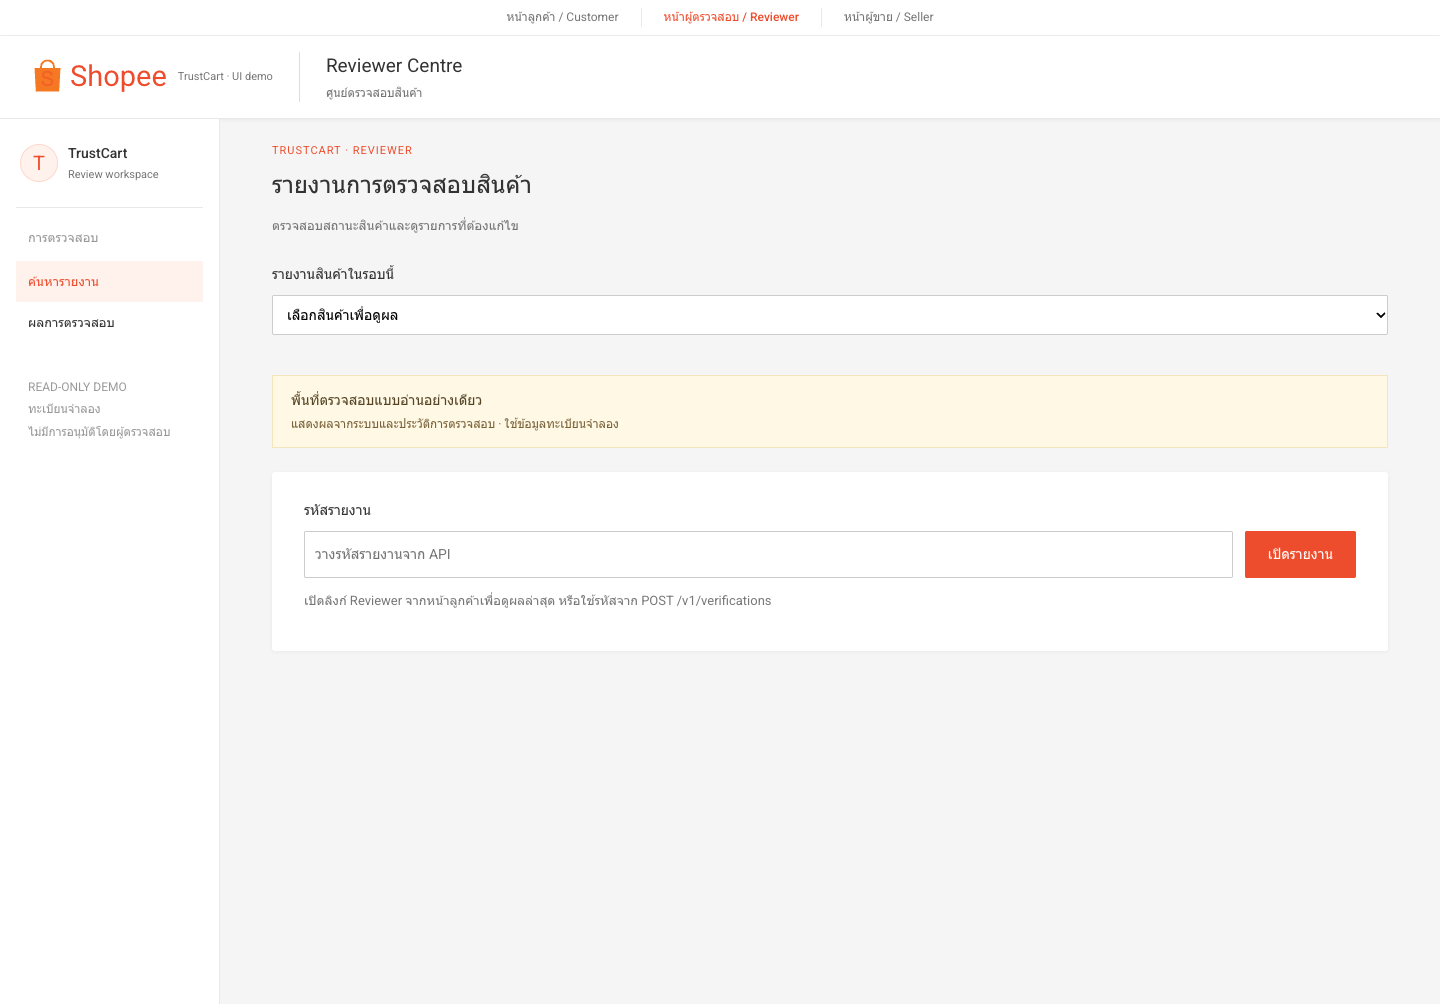 หน้าลูกค้า / Customer
หน้าผู้ตรวจสอบ / Reviewer
หน้าผู้ขาย / Seller
Shopee
TrustCart · UI demo
Reviewer Centre
ศูนย์ตรวจสอบสินค้า
T
TrustCart
Review workspace
การตรวจสอบ
ค้นหารายงาน
ผลการตรวจสอบ
READ-ONLY DEMO
ทะเบียนจำลอง
ไม่มีการอนุมัติโดยผู้ตรวจสอบ
TRUSTCART · REVIEWER
รายงานการตรวจสอบสินค้า
ตรวจสอบสถานะสินค้าและดูรายการที่ต้องแก้ไข
รายงานสินค้าในรอบนี้
เลือกสินค้าเพื่อดูผล
พื้นที่ตรวจสอบแบบอ่านอย่างเดียว
แสดงผลจากระบบและประวัติการตรวจสอบ · ใช้ข้อมูลทะเบียนจำลอง
รหัสรายงาน
วางรหัสรายงานจาก API
เปิดรายงาน
เปิดลิงก์ Reviewer จากหน้าลูกค้าเพื่อดูผลล่าสุด หรือใช้รหัสจาก POST /v1/verifications